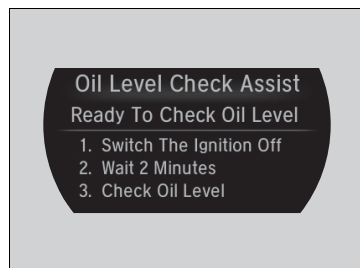 Oil Level Check Assist
Ready To Check Oil Level
1. Switch The Ignition Off
2. Wait 2 Minutes
3. Check Oil Level